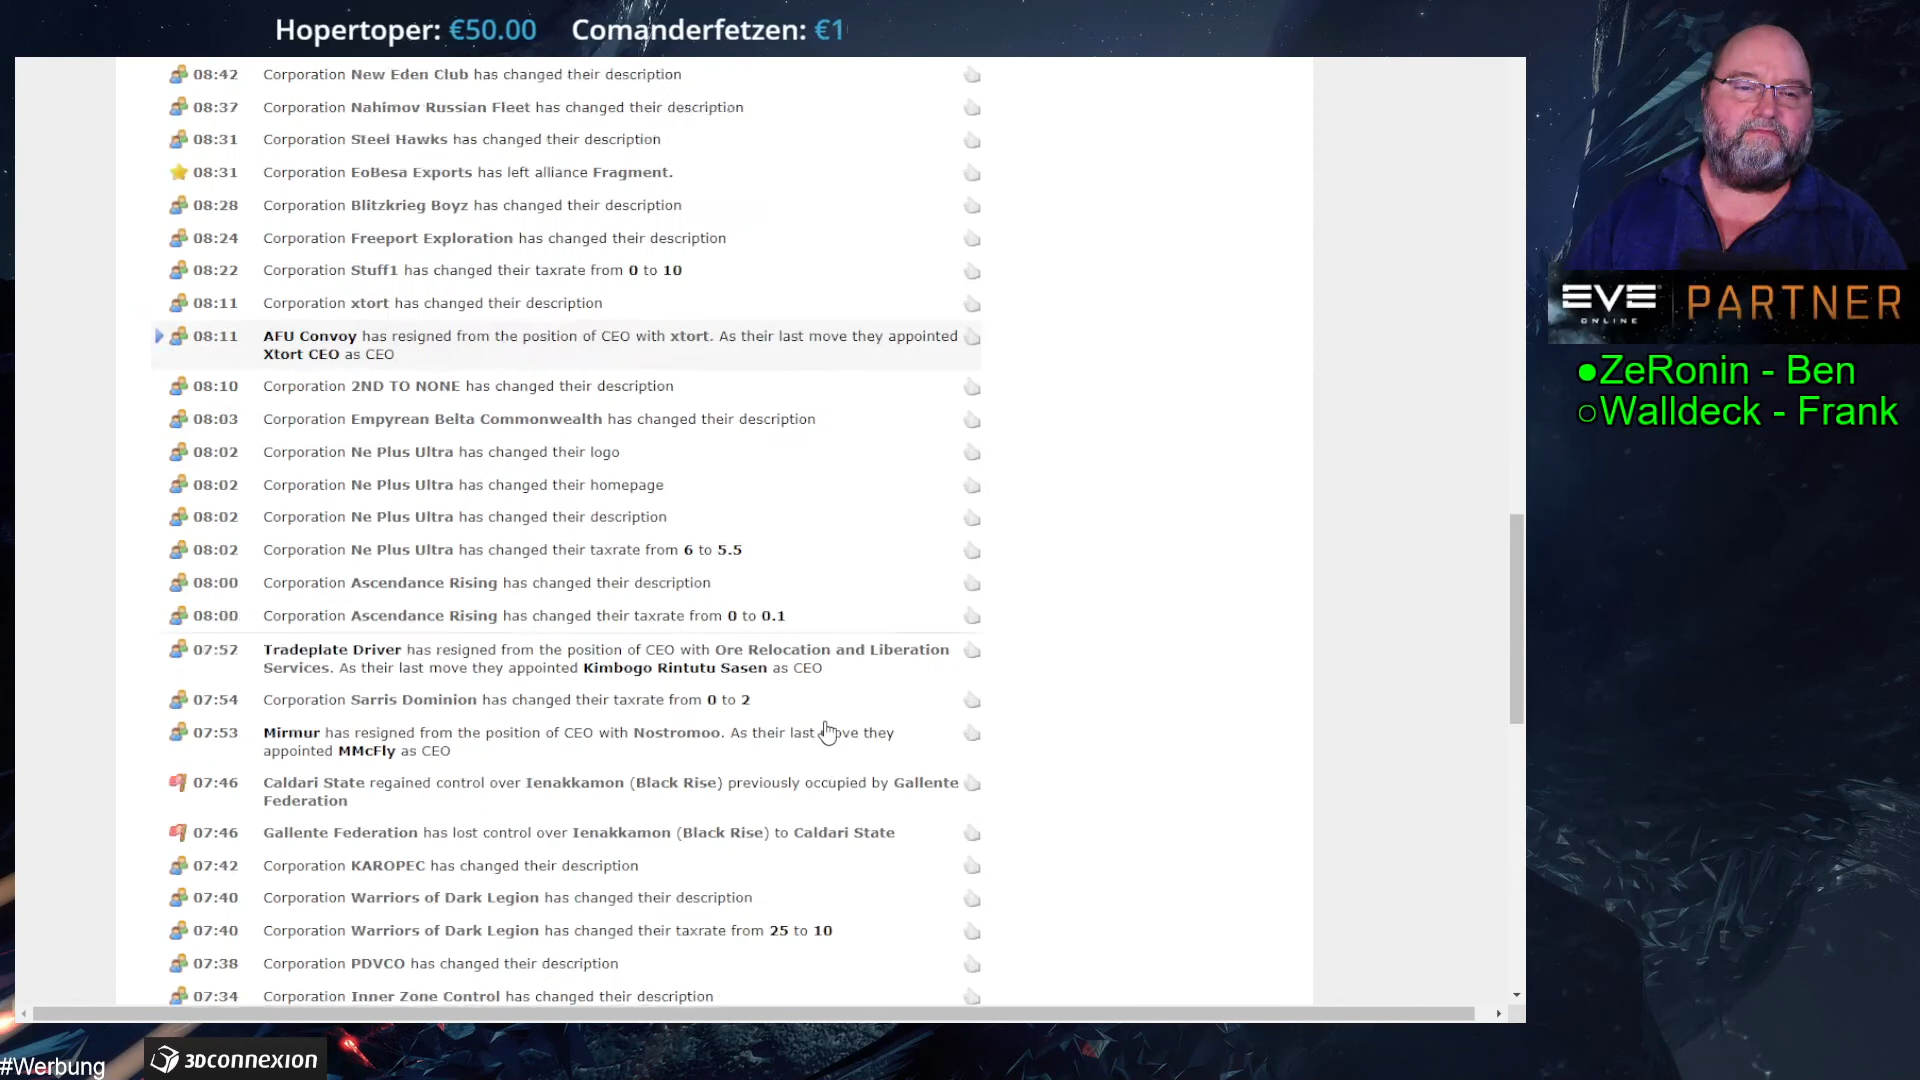 Hopertoper: €50.00 Comanderfetzen: €1
08:42 Corporation New Eden Club has changed their description
08:37 Corporation Nahimov Russian Fleet has changed their description
08:31 Corporation Steel Hawks has changed their description
08:31 Corporation EoBesa Exports has left alliance Fragment.
08:28 Corporation Blitzkrieg Boyz has changed their description
08:24 Corporation Freeport Exploration has changed their description
08:22 Corporation Stuff1 has changed their taxrate from 0 to 10
08:11 Corporation xtort has changed their description
08:11 AFU Convoy has resigned from the position of CEO with xtort. As their last move they appointed
Xtort CEO as CEO
08:10 Corporation 2ND TO NONE has changed their description
08:03 Corporation Empyrean Belta Commonwealth has changed their description
08:02 Corporation Ne Plus Ultra has changed their logo
08:02 Corporation Ne Plus Ultra has changed their homepage
08:02 Corporation Ne Plus Ultra has changed their description
08:02 Corporation Ne Plus Ultra has changed their taxrate from 6 to 5.5
08:00 Corporation Ascendance Rising has changed their description
08:00 Corporation Ascendance Rising has changed their taxrate from 0 to 0.1
07:52 Tradeplate Driver has resigned from the position of CEO with Ore Relocation and Liberation
Services. As their last move they appointed Kimbogo Rintutu Sasen as CEO
07:54 Corporation Sarris Dominion has changed their taxrate from 0 to 2
07:53 Mirmur has resigned from the position of CEO with Nostromoo. As their last move they
appointed MMcFly as CEO
07:46 Caldari State regained control over Ienakkamon (Black Rise) previously occupied by Gallente
Federation
07:46 Gallente Federation has lost control over Ienakkamon (Black Rise) to Caldari State
07:42 Corporation KAROPEC has changed their description
07:40 Corporation Warriors of Dark Legion has changed their description
07:40 Corporation Warriors of Dark Legion has changed their taxrate from 25 to 10
07:38 Corporation PDVCO has changed their description
07:34 Corporation Inner Zone Control has changed their description
EVE ONLINE PARTNER
ZeRonin - Ben
Walldeck - Frank
#Werbung
3DCONNEXION